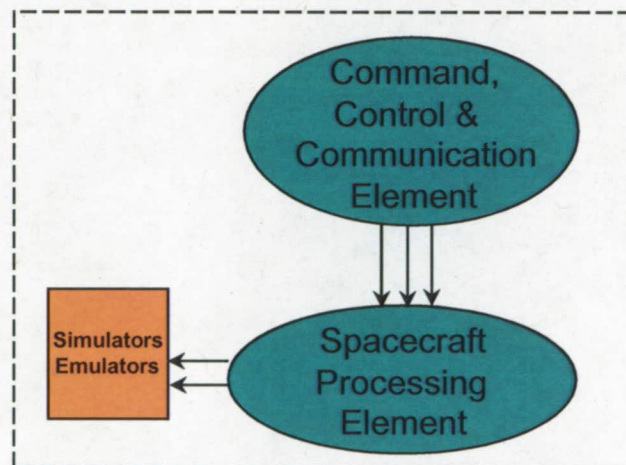 Command,
Control &
Communication
Element
Simulators
Emulators
Spacecraft
Processing
Element